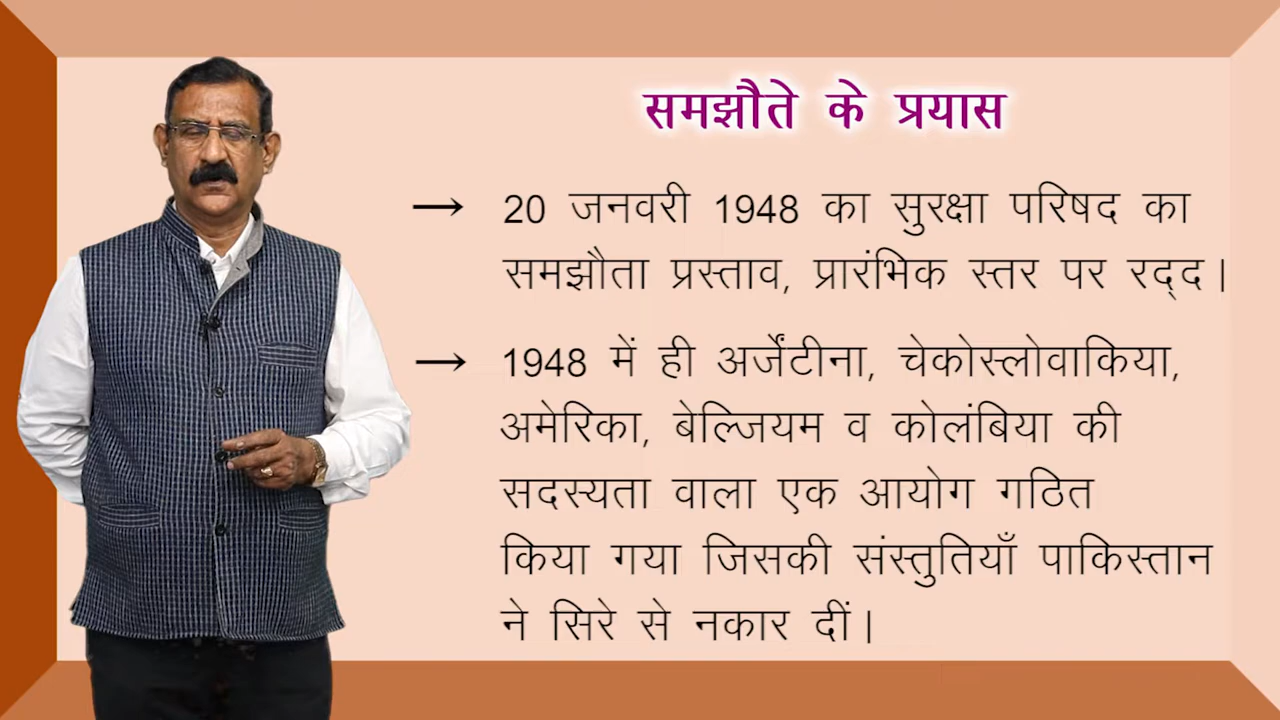 समझौते के प्रयास
→ 20 जनवरी 1948 का सुरक्षा परिषद का
समझौता प्रस्ताव, प्रारंभिक स्तर पर रद्‌द।
→ 1948 में ही अर्जेंटीना, चेकोस्लोवाकिया,
अमेरिका, बेल्जियम व कोलंबिया की
सदस्यता वाला एक आयोग गठित
किया गया जिसकी संस्तुतियाँ पाकिस्तान
ने सिरे से नकार दीं।